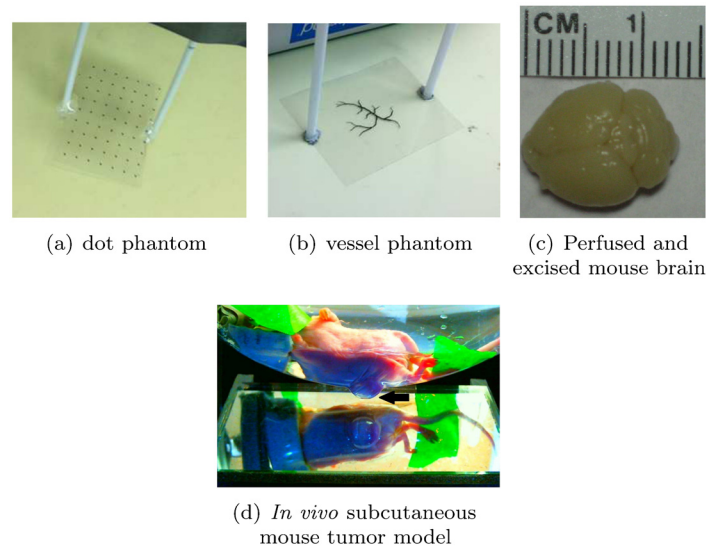 CM 1
(a) dot phantom
(b) vessel phantom
(c) Perfused and
excised mouse brain
(d) In vivo subcutaneous
mouse tumor model